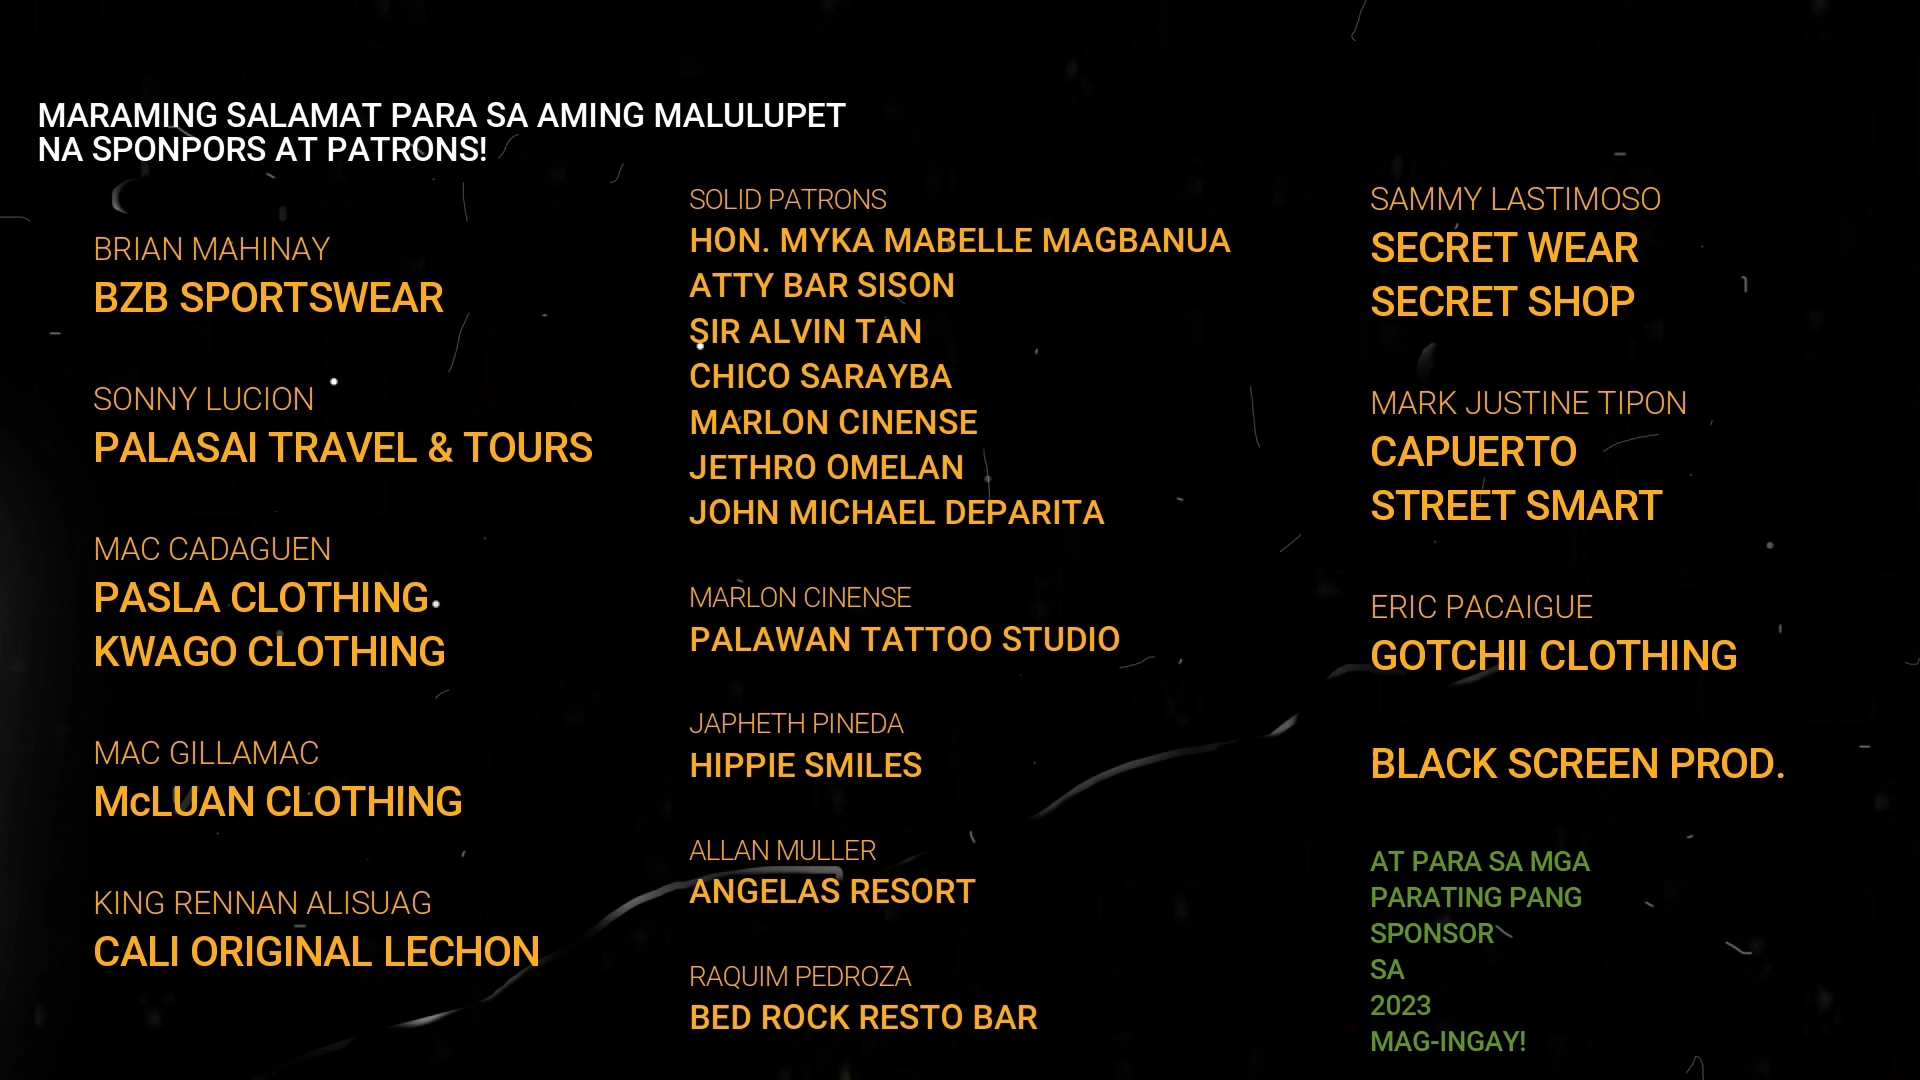 MARAMING SALAMAT PARA SA AMING MALULUPET
NA SPONPORS AT PATRONS!
BRIAN MAHINAY
BZB SPORTSWEAR
SONNY LUCION
PALASAI TRAVEL & TOURS
MAC CADAGUEN
PASLA CLOTHING
KWAGO CLOTHING
MAC GILLAMAC
McLUAN CLOTHING
KING RENNAN ALISUAG
CALI ORIGINAL LECHON
SOLID PATRONS
HON. MYKA MABELLE MAGBANUA
ATTY BAR SISON
SIR ALVIN TAN
CHICO SARAYBA
MARLON CINENSE
JETHRO OMELAN
JOHN MICHAEL DEPARITA
MARLON CINENSE
PALAWAN TATTOO STUDIO
JAPHETH PINEDA
HIPPIE SMILES
ALLAN MULLER
ANGELAS RESORT
RAQUIM PEDROZA
BED ROCK RESTO BAR
SAMMY LASTIMOSO
SECRET WEAR
SECRET SHOP
MARK JUSTINE TIPON
CAPUERTO
STREET SMART
ERIC PACAIGUE
GOTCHII CLOTHING
BLACK SCREEN PROD.
AT PARA SA MGA
PARATING PANG
SPONSOR
SA
2023
MAG-INGAY!